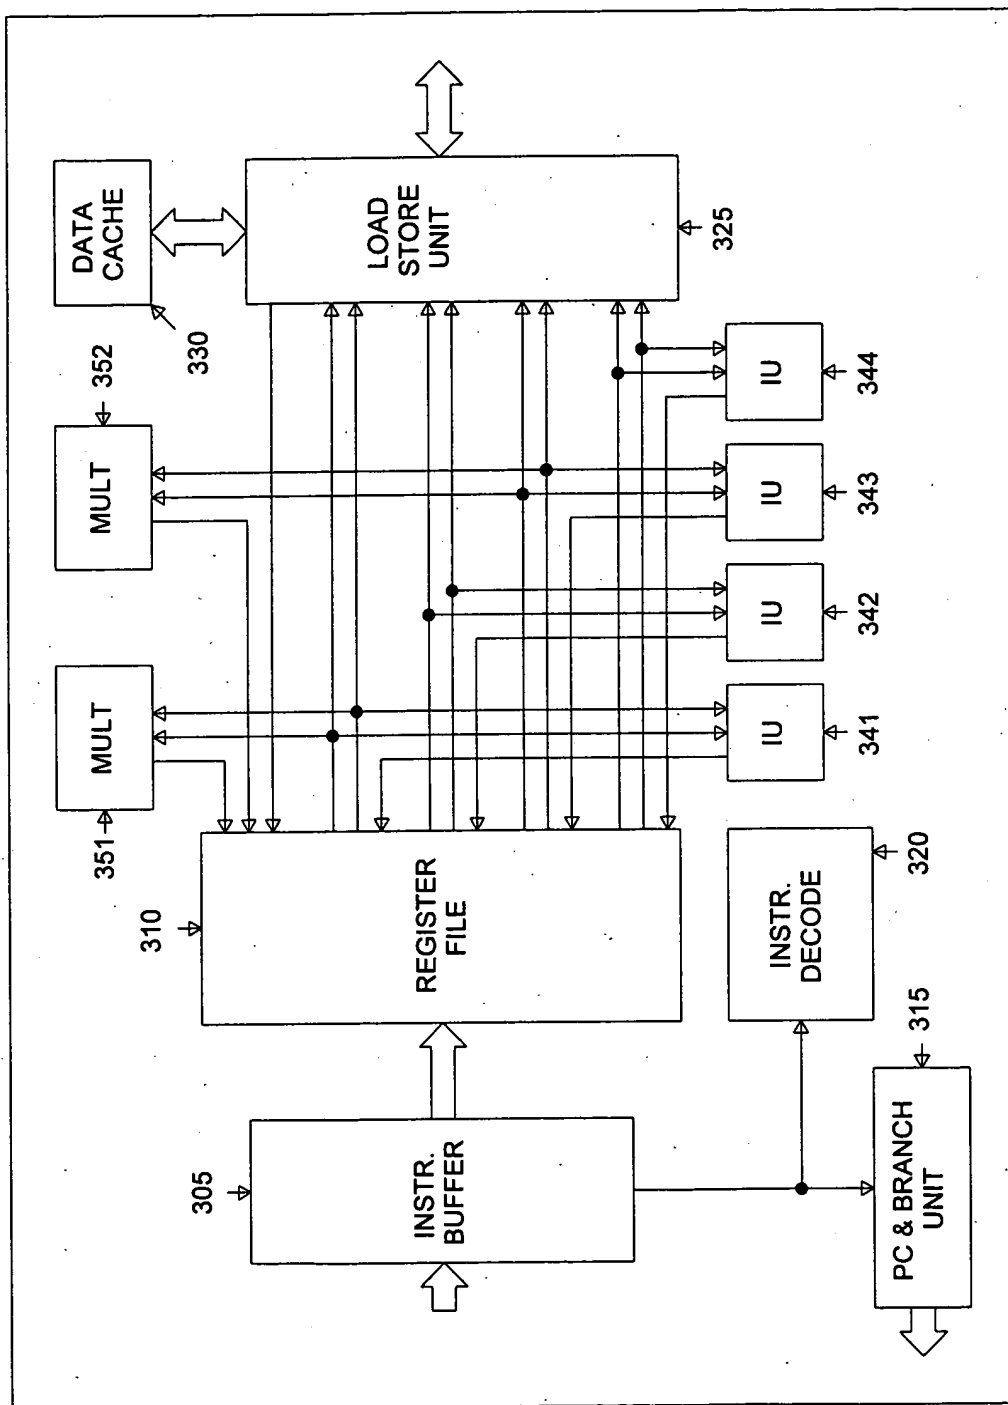 305
INSTR.
BUFFER
310
REGISTER
FILE
351
MULT
352
MULT
330
DATA
CACHE
LOAD
STORE
UNIT
325
341
IU
342
IU
343
IU
344
IU
320
INSTR.
DECODE
315
PC & BRANCH
UNIT